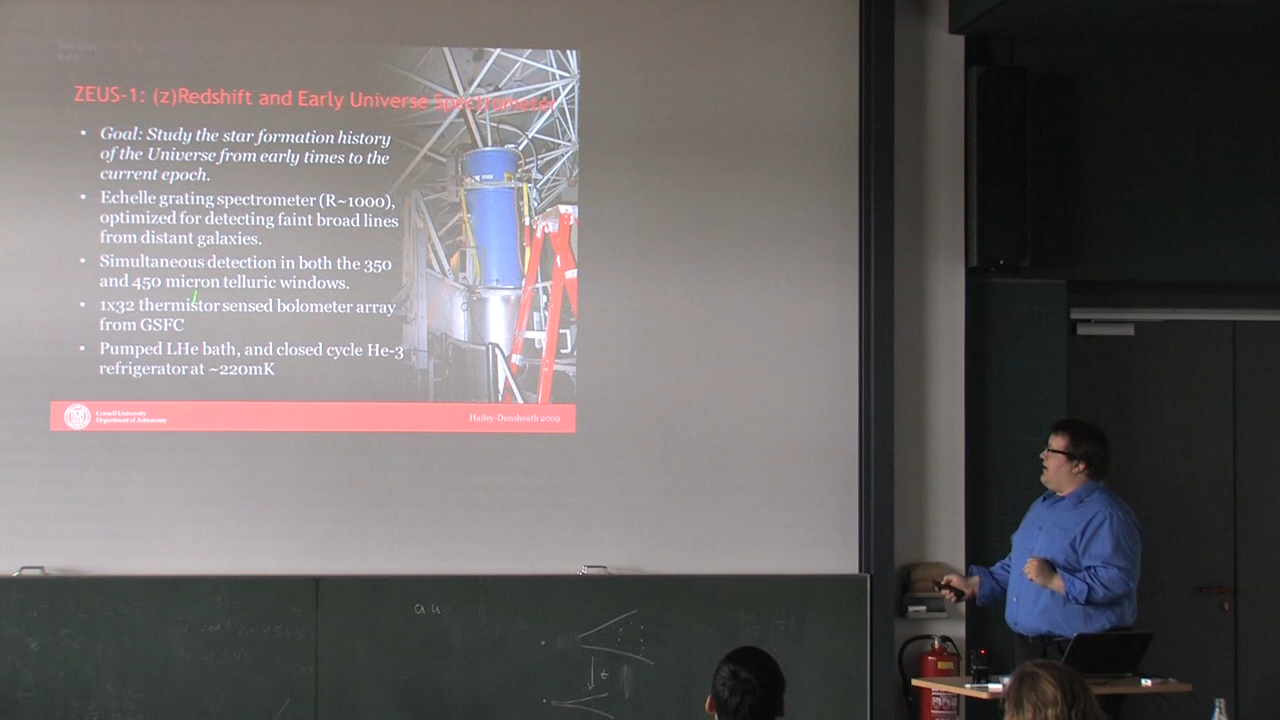 ZEUS-1: (z)Redshift and Early Universe Spectrometer
• Goal: Study the star formation history
of the Universe from early times to the
current epoch.
• Echelle grating spectrometer (R~1000),
optimized for detecting faint broad lines
from distant galaxies.
• Simultaneous detection in both the 350
and 450 micron telluric windows.
• 1x32 thermistor sensed bolometer array
from GSFC
• Pumped LHe bath, and closed cycle He-3
refrigerator at ~220mK
Cornell University
Department of Astronomy
Hailey-Dunsheath 2009
a.u.
t